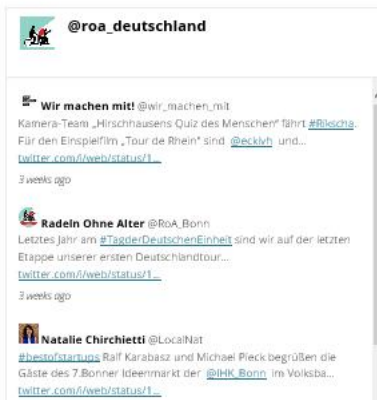 @roa_deutschland
Wir machen mit! @wir_machen_mit
Kamera-Team „Hirschhausens Quiz des Menschen" fährt #Rikscha.
Für den Einspielfilm „Tour de Rhein" sind @ecklvh und...
twitter.com/i/web/status/1...
3 weeks ago
Radeln Ohne Alter @RoA_Bonn
Letztes Jahr am #TagderDeutschenEinheit sind wir auf der letzten
Etappe unserer ersten Deutschlandtour...
twitter.com/i/web/status/1...
3 weeks ago
Natalie Chirchietti @LocalNat
#bestofstartups Ralf Karabasz und Michael Pieck begrüßen die
Gäste des 7.Bonner Ideenmarkt der @IHK_Bonn im Volksba...
twitter.com/i/web/status/1...